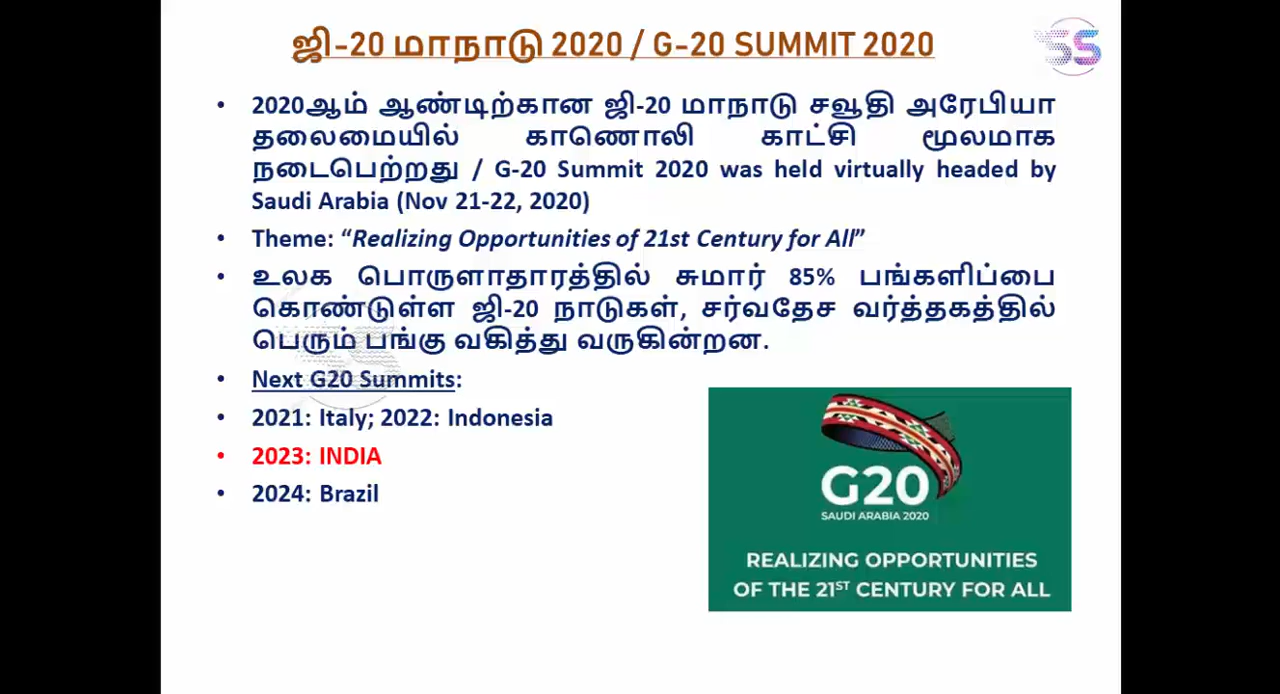 ஜி-20 மாநாடு 2020 / G-20 SUMMIT 2020
SS
• 2020ஆம் ஆண்டிற்கான ஜி-20 மாநாடு சவூதி அரேபியா
தலைமையில் காணொலி காட்சி மூலமாக
நடைபெற்றது / G-20 Summit 2020 was held virtually headed by
Saudi Arabia (Nov 21-22, 2020)
• Theme: “Realizing Opportunities of 21st Century for All”
• உலக பொருளாதாரத்தில் சுமார் 85% பங்களிப்பை
கொண்டுள்ள ஜி-20 நாடுகள், சர்வதேச வர்த்தகத்தில்
பெரும் பங்கு வகித்து வருகின்றன.
• Next G20 Summits:
• 2021: Italy; 2022: Indonesia
• 2023: INDIA
• 2024: Brazil
G20
SAUDI ARABIA 2020
REALIZING OPPORTUNITIES
OF THE 21ST CENTURY FOR ALL